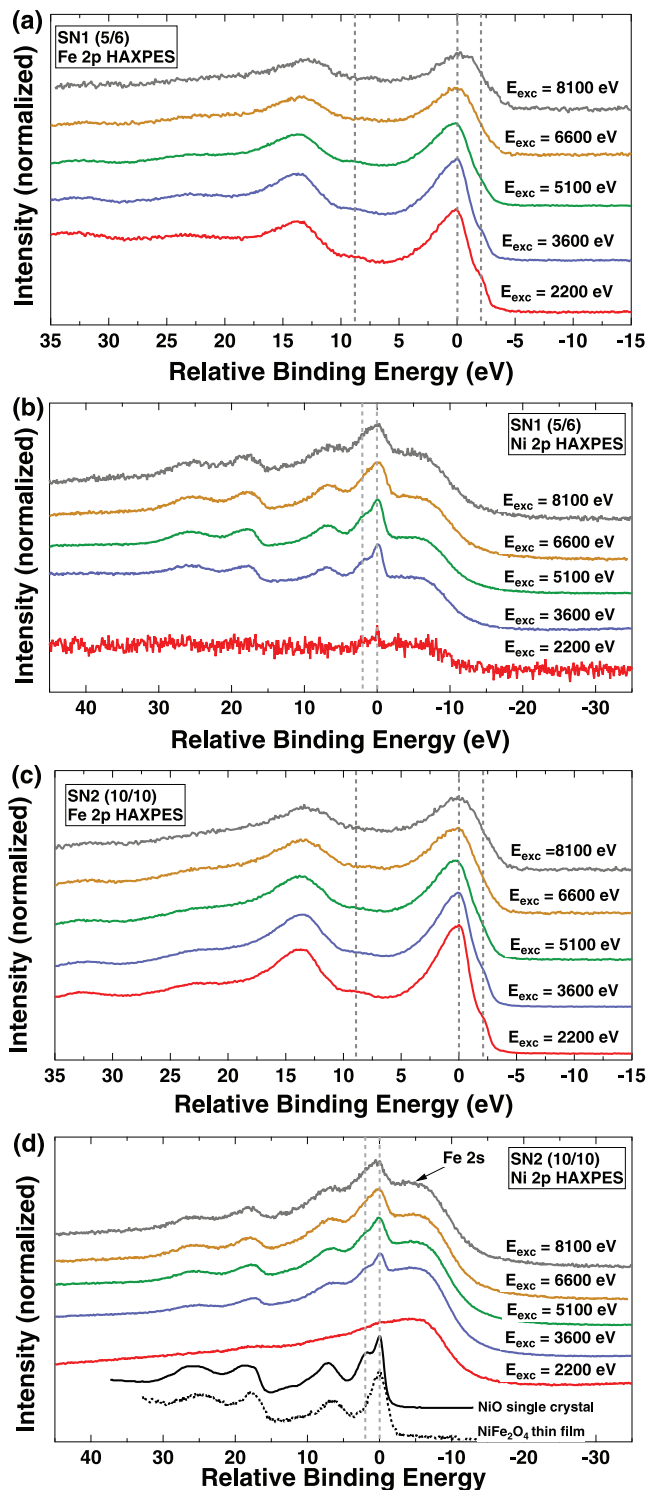 (a)
SN1 (5/6)
Fe 2p HAXPES
Intensity (normalized)
E_exc = 8100 eV
E_exc = 6600 eV
E_exc = 5100 eV
E_exc = 3600 eV
E_exc = 2200 eV
35 30 25 20 15 10 5 0 -5 -10 -15
Relative Binding Energy (eV)
(b)
SN1 (5/6)
Ni 2p HAXPES
Intensity (normalized)
E_exc = 8100 eV
E_exc = 6600 eV
E_exc = 5100 eV
E_exc = 3600 eV
E_exc = 2200 eV
40 30 20 10 0 -10 -20 -30
Relative Binding Energy (eV)
(c)
SN2 (10/10)
Fe 2p HAXPES
Intensity (normalized)
E_exc =8100 eV
E_exc = 6600 eV
E_exc = 5100 eV
E_exc = 3600 eV
E_exc = 2200 eV
35 30 25 20 15 10 5 0 -5 -10 -15
Relative Binding Energy (eV)
(d)
Fe 2s
SN2 (10/10)
Ni 2p HAXPES
Intensity (normalized)
E_exc = 8100 eV
E_exc = 6600 eV
E_exc = 5100 eV
E_exc = 3600 eV
E_exc = 2200 eV
NiO single crystal
NiFe₂O₄ thin film
40 30 20 10 0 -10 -20 -30
Relative Binding Energy